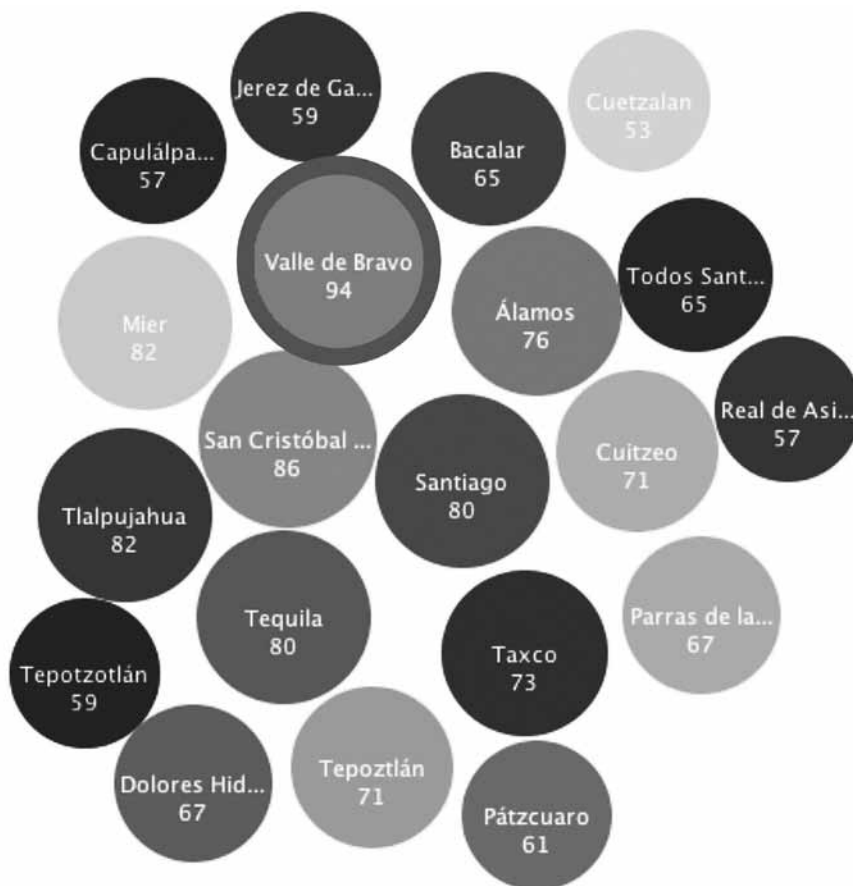 Jerez de Ga...
59
Cuetzalan
53
Capulálpa...
57
Bacalar
65
Valle de Bravo
94
Todos Sant...
65
Mier
82
Álamos
76
Real de Asi...
57
San Cristóbal ...
86
Cuitzeo
71
Santiago
80
Tlalpujahua
82
Tequila
80
Parras de la...
67
Taxco
73
Tepotzotlán
59
Dolores Hid...
67
Tepoztlán
71
Pátzcuaro
61